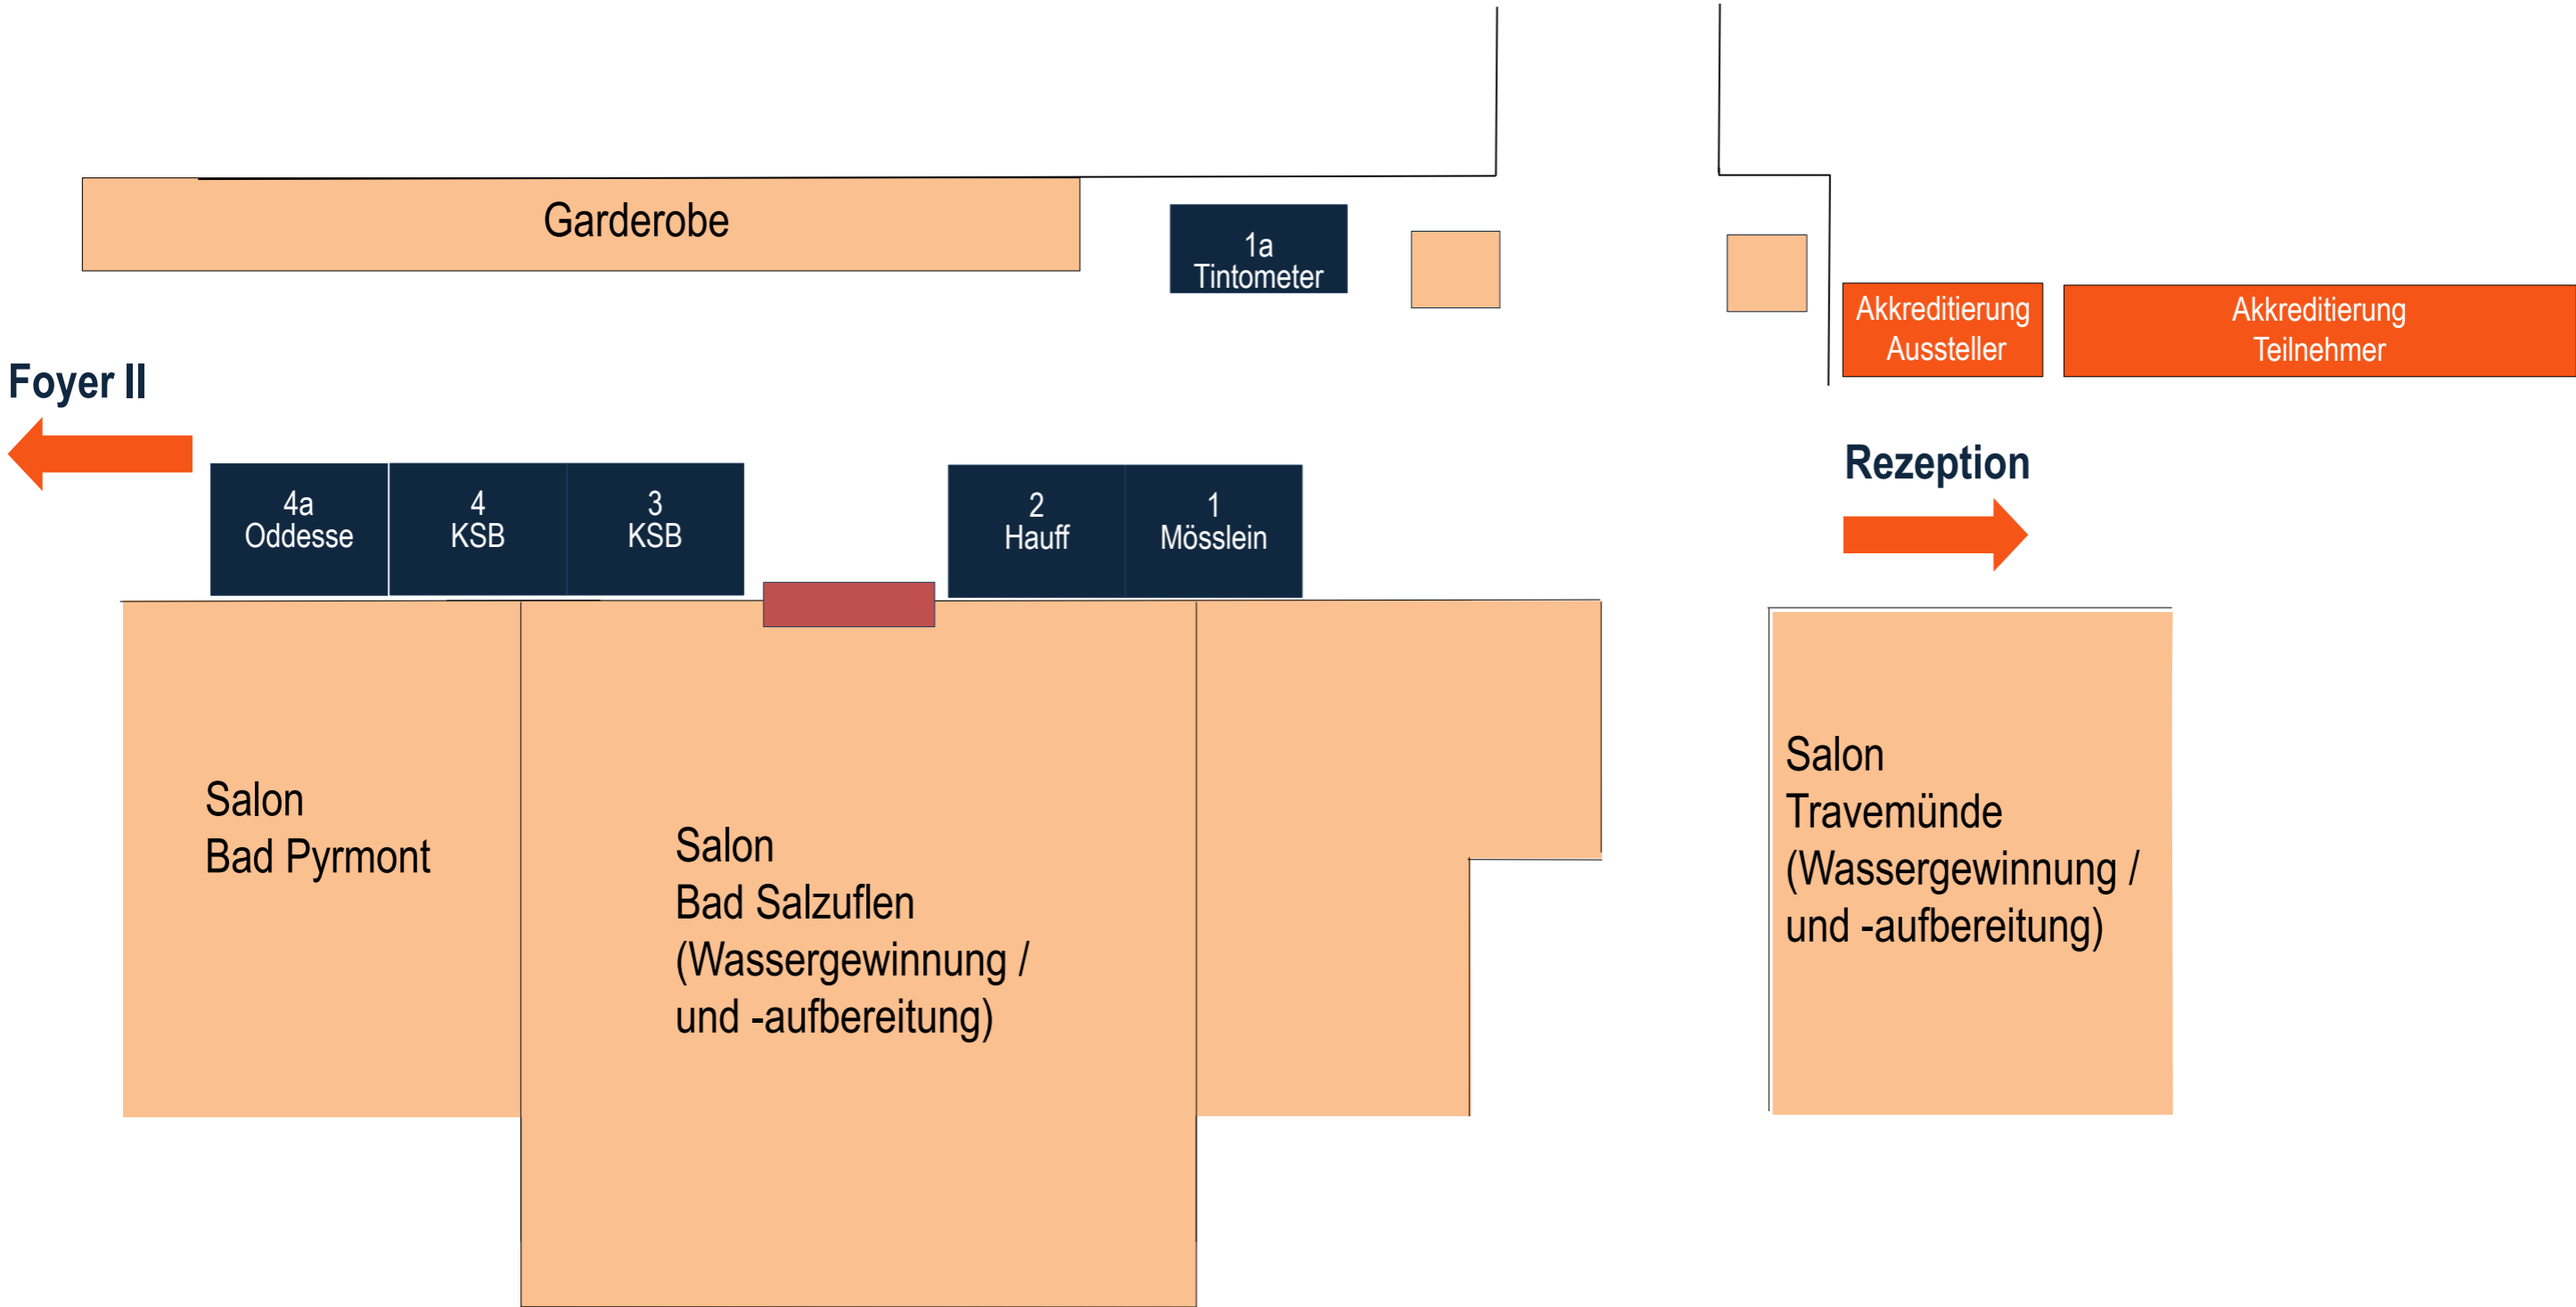 Garderobe
1a
Tintometer
Akkreditierung
Aussteller
Akkreditierung
Teilnehmer
Foyer II
Rezeption
4a
Oddesse
4
KSB
3
KSB
2
Hauff
1
Mösslein
Salon
Bad Pyrmont
Salon
Bad Salzuflen
(Wassergewinnung /
und -aufbereitung)
Salon
Travemünde
(Wassergewinnung /
und -aufbereitung)